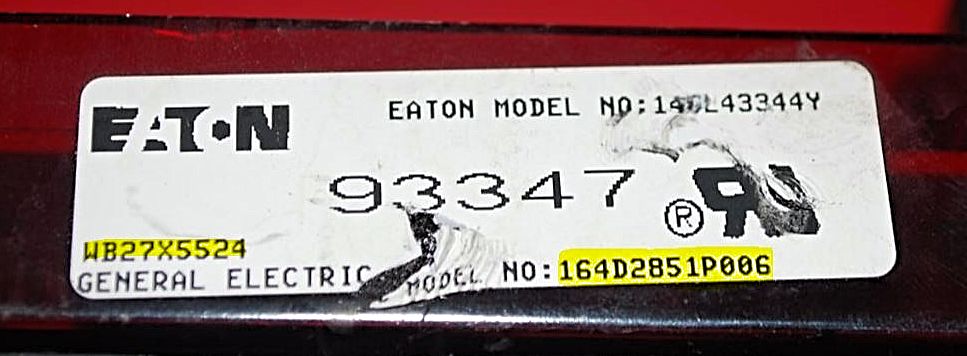 EATON EATON MODEL NO:
93347 ®
WB27X5524
GENERAL ELECTRIC MODEL NO:164D2851P006